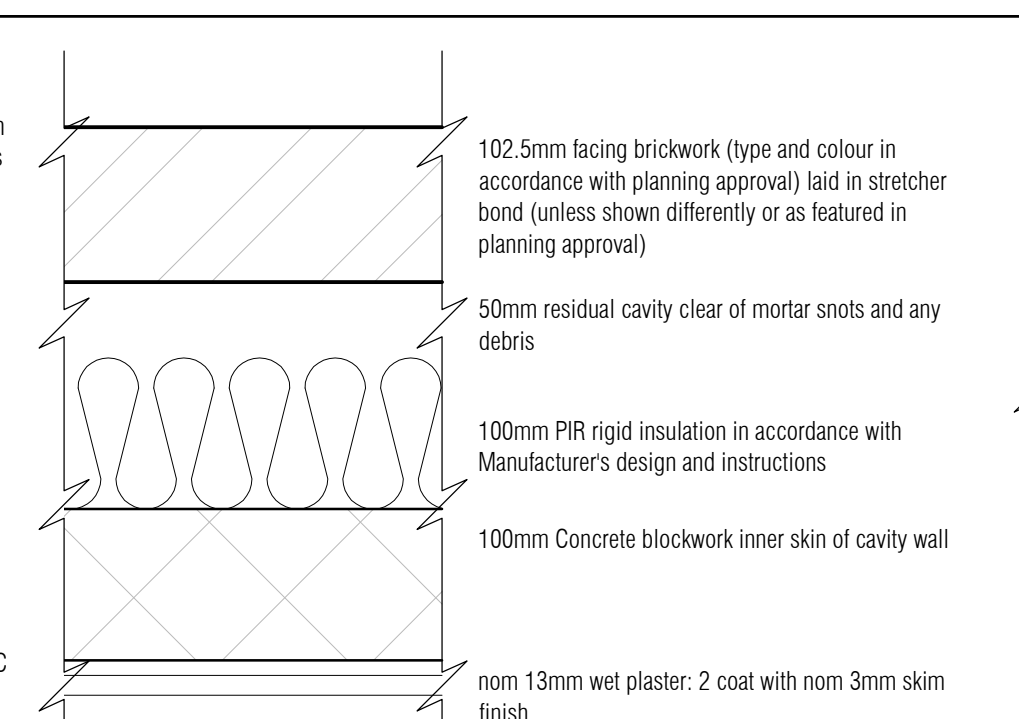 102.5mm facing brickwork (type and colour in
accordance with planning approval) laid in stretcher
bond (unless shown differently or as featured in
planning approval)
50mm residual cavity clear of mortar snots and any
debris
100mm PIR rigid insulation in accordance with
Manufacturer's design and instructions
100mm Concrete blockwork inner skin of cavity wall
nom 13mm wet plaster: 2 coat with nom 3mm skim
finish